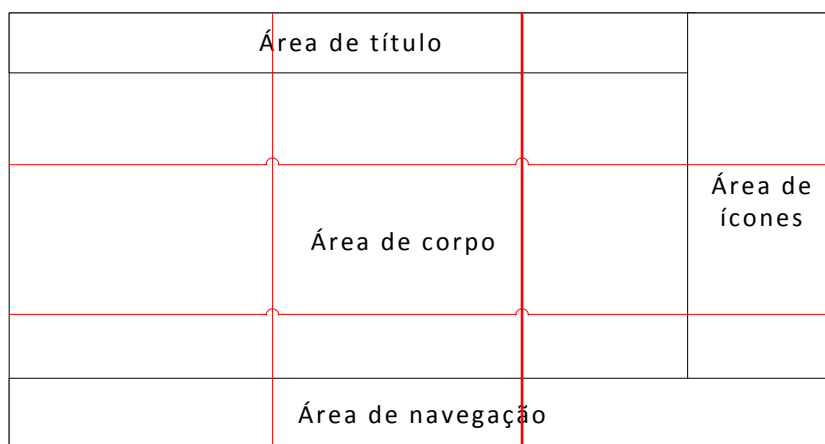 Área de título
Área de
ícones
Área de corpo
Área de navegação